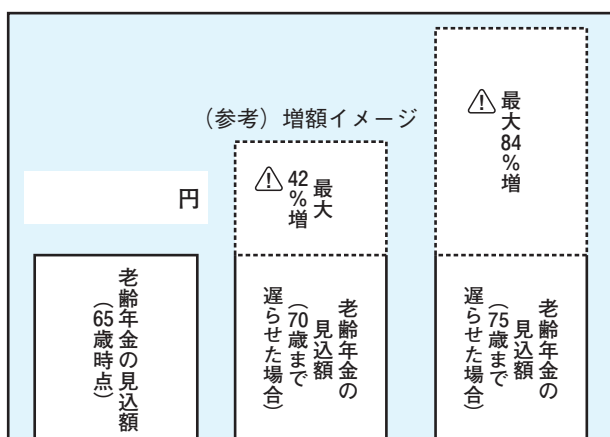 （参考）増額イメージ
円
老齢年金の見込額
（65歳時点）
最大
42%増
老齢年金の
見込額
（70歳まで
遅らせた場合）
最大84%増
老齢年金の
見込額
（75歳まで
遅らせた場合）